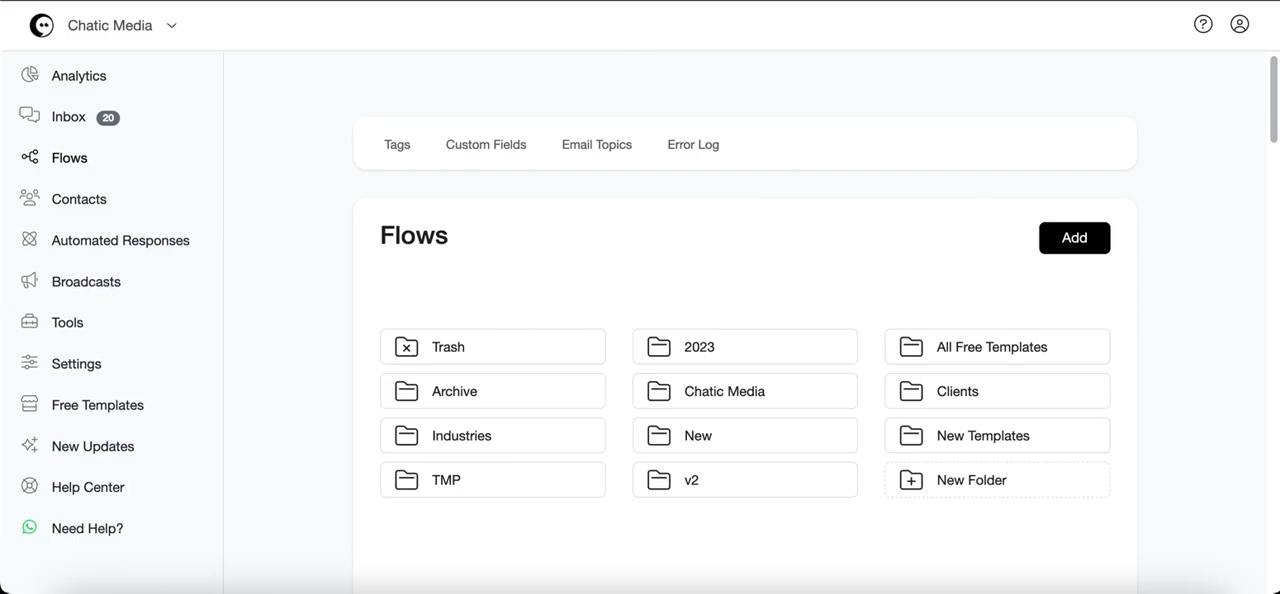 Chatic Media
Analytics
Inbox 20
Flows
Contacts
Automated Responses
Broadcasts
Tools
Settings
Free Templates
New Updates
Help Center
Need Help?
Tags Custom Fields Email Topics Error Log
Flows
Add
Trash 2023 All Free Templates
Archive Chatic Media Clients
Industries New New Templates
TMP v2 New Folder